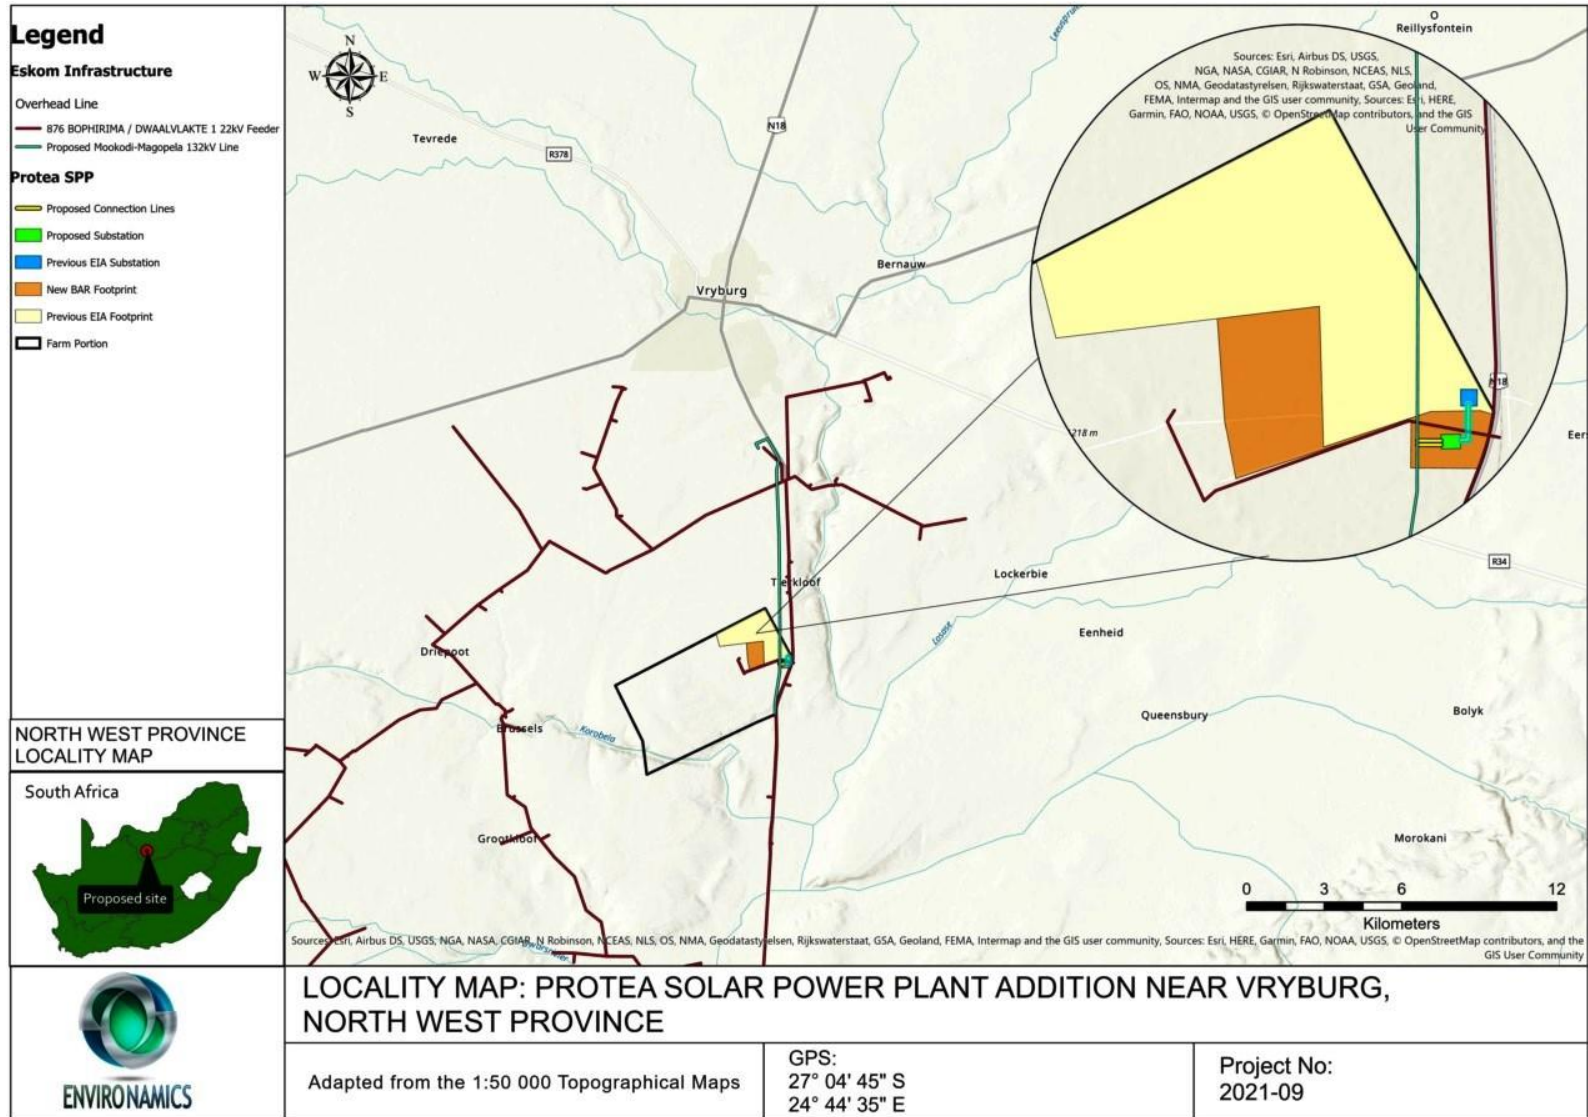 Legend
Eskom Infrastructure
Overhead Line
876 BOPHIRIMA / DWAALVLAKTE 1 22kV Feeder
Proposed Mookodi-Magopela 132kV Line
Protea SPP
Proposed Connection Lines
Proposed Substation
Previous EIA Substation
New BAR Footprint
Previous EIA Footprint
Farm Portion
NORTH WEST PROVINCE
LOCALITY MAP
South Africa
Proposed site
ENVIRONAMICS
N
W
E
S
Tevrede
R378
N18
Vryburg
Bernauw
Reillysfontein
Sources: Esri, Airbus DS, USGS,
NGA, NASA, CGIAR, N Robinson, NCEAS, NLS,
OS, NMA, Geodatastyrelsen, Rijkswaterstaat, GSA, Geoland,
FEMA, Intermap and the GIS user community, Sources: Esri, HERE,
Garmin, FAO, NOAA, USGS, © OpenStreetMap contributors, and the GIS
User Community
N18
218 m
Eer
R34
Tierkloof
Lockerbie
Losase
Eenheid
Driepoot
Brussels
Korobela
Queensbury
Bolyk
Grootkloof
Morokani
0 3 6 12
Kilometers
Sources: Esri, Airbus DS, USGS, NGA, NASA, CGIAR, N Robinson, NCEAS, NLS, OS, NMA, Geodatastyrelsen, Rijkswaterstaat, GSA, Geoland, FEMA, Intermap and the GIS user community, Sources: Esri, HERE, Garmin, FAO, NOAA, USGS, © OpenStreetMap contributors, and the
GIS User Community
LOCALITY MAP: PROTEA SOLAR POWER PLANT ADDITION NEAR VRYBURG,
NORTH WEST PROVINCE
Adapted from the 1:50 000 Topographical Maps
GPS:
27° 04' 45" S
24° 44' 35" E
Project No:
2021-09